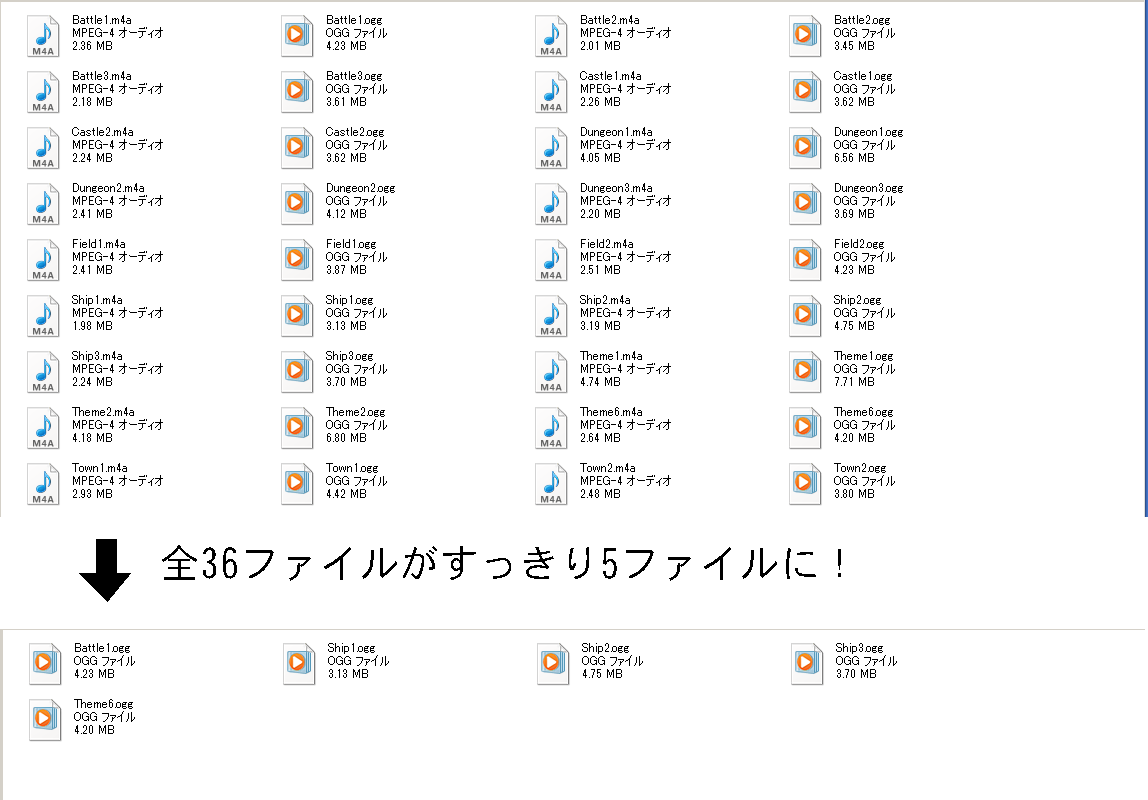 Battle1.m4a
MPEG-4 オーディオ
2.36 MB
M4A
Battle1.ogg
OGG ファイル
4.23 MB
Battle2.m4a
MPEG-4 オーディオ
2.01 MB
M4A
Battle2.ogg
OGG ファイル
3.45 MB
Battle3.m4a
MPEG-4 オーディオ
2.18 MB
M4A
Battle3.ogg
OGG ファイル
3.61 MB
Castle1.m4a
MPEG-4 オーディオ
2.26 MB
M4A
Castle1.ogg
OGG ファイル
3.62 MB
Castle2.m4a
MPEG-4 オーディオ
2.24 MB
M4A
Castle2.ogg
OGG ファイル
3.62 MB
Dungeon1.m4a
MPEG-4 オーディオ
4.05 MB
M4A
Dungeon1.ogg
OGG ファイル
6.56 MB
Dungeon2.m4a
MPEG-4 オーディオ
2.41 MB
M4A
Dungeon2.ogg
OGG ファイル
4.12 MB
Dungeon3.m4a
MPEG-4 オーディオ
2.20 MB
M4A
Dungeon3.ogg
OGG ファイル
3.69 MB
Field1.m4a
MPEG-4 オーディオ
2.41 MB
M4A
Field1.ogg
OGG ファイル
3.87 MB
Field2.m4a
MPEG-4 オーディオ
2.51 MB
M4A
Field2.ogg
OGG ファイル
4.23 MB
Ship1.m4a
MPEG-4 オーディオ
1.98 MB
M4A
Ship1.ogg
OGG ファイル
3.13 MB
Ship2.m4a
MPEG-4 オーディオ
3.19 MB
M4A
Ship2.ogg
OGG ファイル
4.75 MB
Ship3.m4a
MPEG-4 オーディオ
2.24 MB
M4A
Ship3.ogg
OGG ファイル
3.70 MB
Theme1.m4a
MPEG-4 オーディオ
4.74 MB
M4A
Theme1.ogg
OGG ファイル
7.71 MB
Theme2.m4a
MPEG-4 オーディオ
4.18 MB
M4A
Theme2.ogg
OGG ファイル
6.80 MB
Theme6.m4a
MPEG-4 オーディオ
2.64 MB
M4A
Theme6.ogg
OGG ファイル
4.20 MB
Town1.m4a
MPEG-4 オーディオ
2.93 MB
M4A
Town1.ogg
OGG ファイル
4.42 MB
Town2.m4a
MPEG-4 オーディオ
2.48 MB
M4A
Town2.ogg
OGG ファイル
3.80 MB
全36ファイルがすっきり5ファイルに！
Battle1.ogg
OGG ファイル
4.23 MB
Ship1.ogg
OGG ファイル
3.13 MB
Ship2.ogg
OGG ファイル
4.75 MB
Ship3.ogg
OGG ファイル
3.70 MB
Theme6.ogg
OGG ファイル
4.20 MB